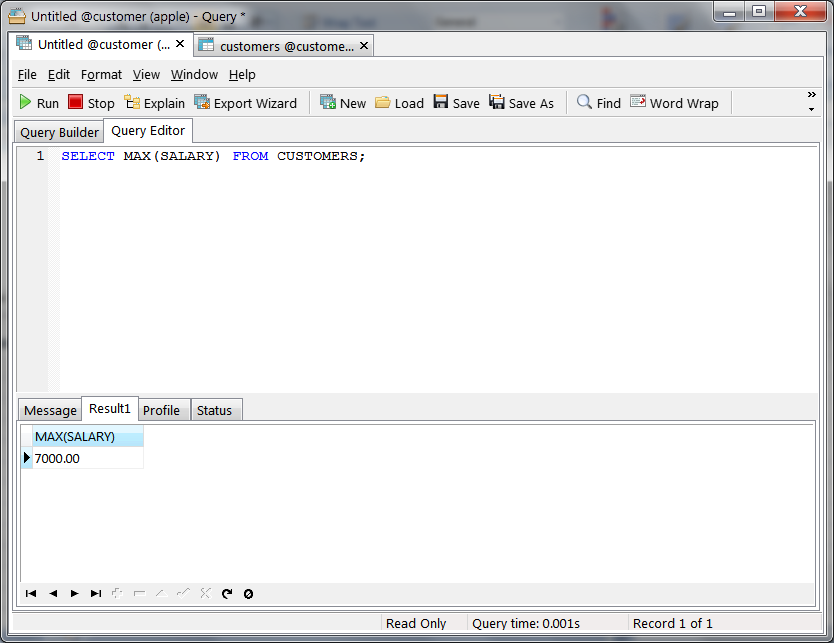 Untitled @customer (apple) - Query *
Untitled @customer (... customers @custome...
File Edit Format View Window Help
Run Stop Explain Export Wizard New Load Save Save As Find Word Wrap
Query Builder Query Editor
1 SELECT MAX(SALARY) FROM CUSTOMERS;
Message Result1 Profile Status
MAX(SALARY)
7000.00
Read Only Query time: 0.001s Record 1 of 1